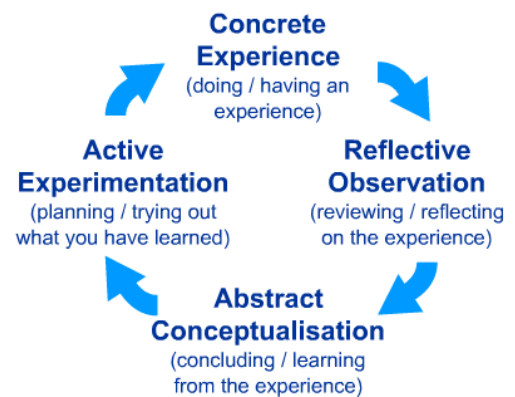 Concrete
Experience
(doing / having an
experience)
Reflective
Observation
(reviewing / reflecting
on the experience)
Abstract
Conceptualisation
(concluding / learning
from the experience)
Active
Experimentation
(planning / trying out
what you have learned)